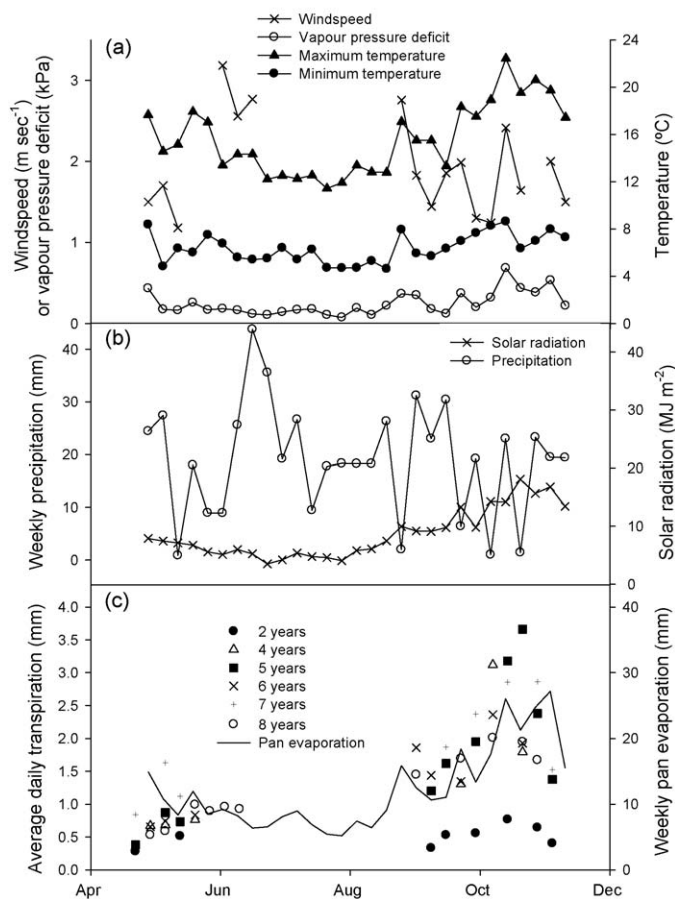 (a)
Windspeed
Vapour pressure deficit
Maximum temperature
Minimum temperature
Windspeed (m sec-1)
or vapour pressure deficit (kPa)
3
2
1
0
24
20
16
12
8
4
0
Temperature (ºC)
(b)
Solar radiation
Precipitation
Weekly precipitation (mm)
40
30
20
10
0
40
30
20
10
0
Solar radiation (MJ m-2)
(c)
2 years
4 years
5 years
6 years
7 years
8 years
Pan evaporation
Average daily transpiration (mm)
4.0
3.5
3.0
2.5
2.0
1.5
1.0
0.5
0.0
40
30
20
10
0
Weekly pan evaporation (mm)
Apr Jun Aug Oct Dec